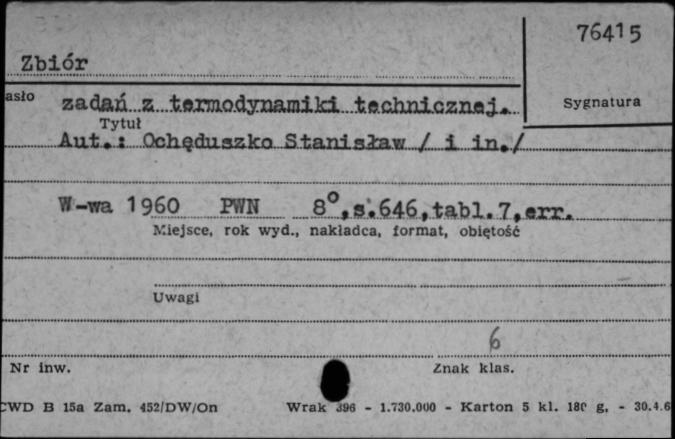 76415
Zbiór
asło zadań z termodynamiki technicznej.
Sygnatura
Tytuł
Aut.: Ochęduszko Stanisław / i in./
W-wa 1960 PWN 8°,s.646,tabl.7,err.
Miejsce, rok wyd., nakładca, format, objętość
Uwagi
6
Nr inw. Znak klas.
CWD B 15a Zam. 452/DW/On Wrak 396 - 1.730.000 - Karton 5 kl. 180 g. - 30.4.6